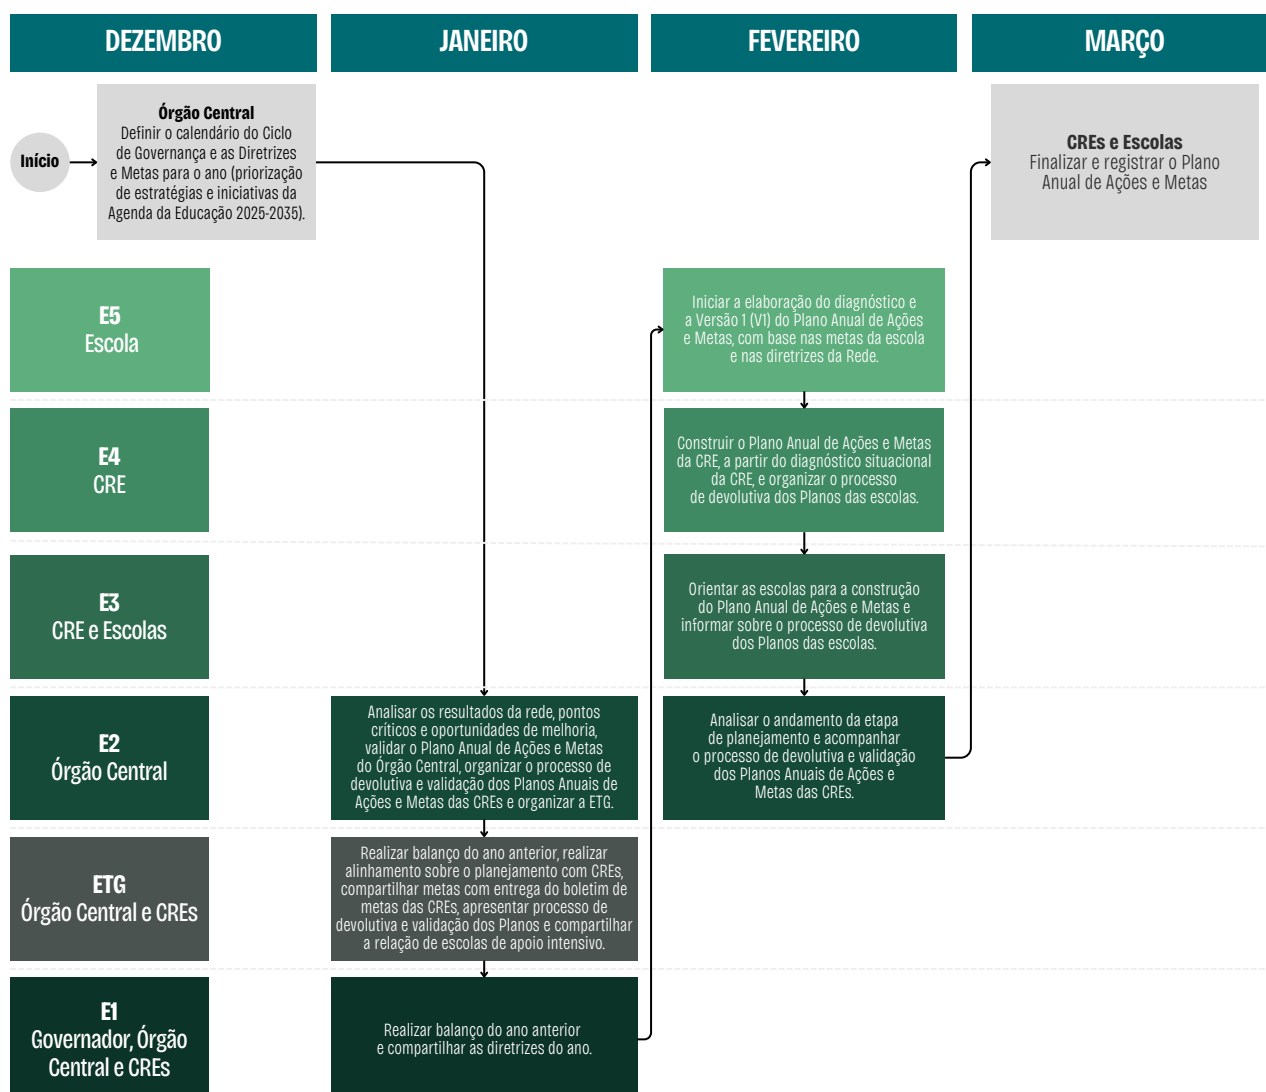 DEZEMBRO
JANEIRO
FEVEREIRO
MARÇO
Início
Órgão Central
Definir o calendário do Ciclo
de Governança e as Diretrizes
e Metas para o ano (priorização
de estratégias e iniciativas da
Agenda da Educação 2025-2035).
CREs e Escolas
Finalizar e registrar o Plano
Anual de Ações e Metas
E5
Escola
Iniciar a elaboração do diagnóstico e
a Versão 1 (V1) do Plano Anual de Ações
e Metas, com base nas metas da escola
e nas diretrizes da Rede.
E4
CRE
Construir o Plano Anual de Ações e Metas
da CRE, a partir do diagnóstico situacional
da CRE, e organizar o processo
de devolutiva dos Planos das escolas.
E3
CRE e Escolas
Orientar as escolas para a construção
do Plano Anual de Ações e Metas e
informar sobre o processo de devolutiva
dos Planos das escolas.
E2
Órgão Central
Analisar os resultados da rede, pontos
críticos e oportunidades de melhoria,
validar o Plano Anual de Ações e Metas
do Órgão Central, organizar o processo de
devolutiva e validação dos Planos Anuais de
Ações e Metas das CREs e organizar a ETG.
Analisar o andamento da etapa
de planejamento e acompanhar
o processo de devolutiva e validação
dos Planos Anuais de Ações e
Metas das CREs.
ETG
Órgão Central e CREs
Realizar balanço do ano anterior, realizar
alinhamento sobre o planejamento com CREs,
compartilhar metas com entrega do boletim de
metas das CREs, apresentar processo de
devolutiva e validação dos Planos e compartilhar
a relação de escolas de apoio intensivo.
E1
Governador, Órgão
Central e CREs
Realizar balanço do ano anterior
e compartilhar as diretrizes do ano.